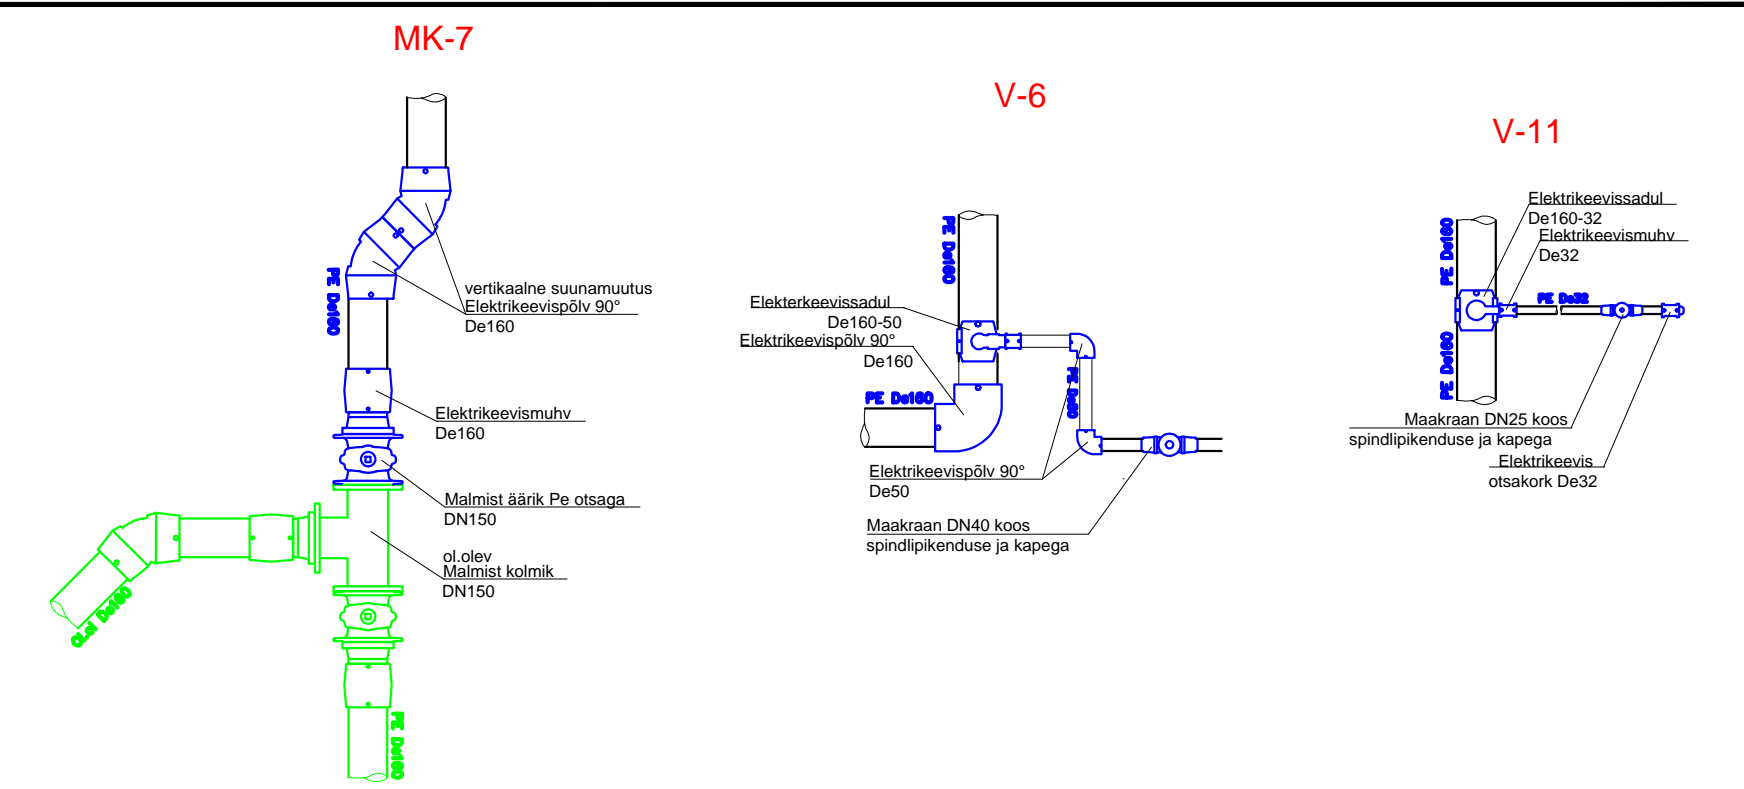 MK-7
PE De160
vertikaalne suunamuutus
Elektrikeevispõlv 90°
De160
Elektrikeevismuhv
De160
Malmist äärik Pe otsaga
DN150
ol.olev
Malmist kolmik
DN150
Ol.ol De160
PE De160
V-6
PE De160
Elekterkeevissadul
De160-50
Elektrikeevispõlv 90°
De160
PE De160
PE De50
Elektrikeevispõlv 90°
De50
Maakraan DN40 koos
spindlipikenduse ja kapega
V-11
Elektrikeevissadul
De160-32
Elektrikeevismuhv
De32
PE De160
PE De32
PE De160
Maakraan DN25 koos
spindlipikenduse ja kapega
Elektrikeevis
otsakork De32